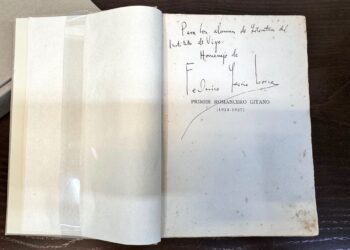 Para los alumnos de Literatura del
Instituto de Vigo.
Homenaje de
Federico García Lorca
PRIMER ROMANCERO GITANO
(1924-1927)